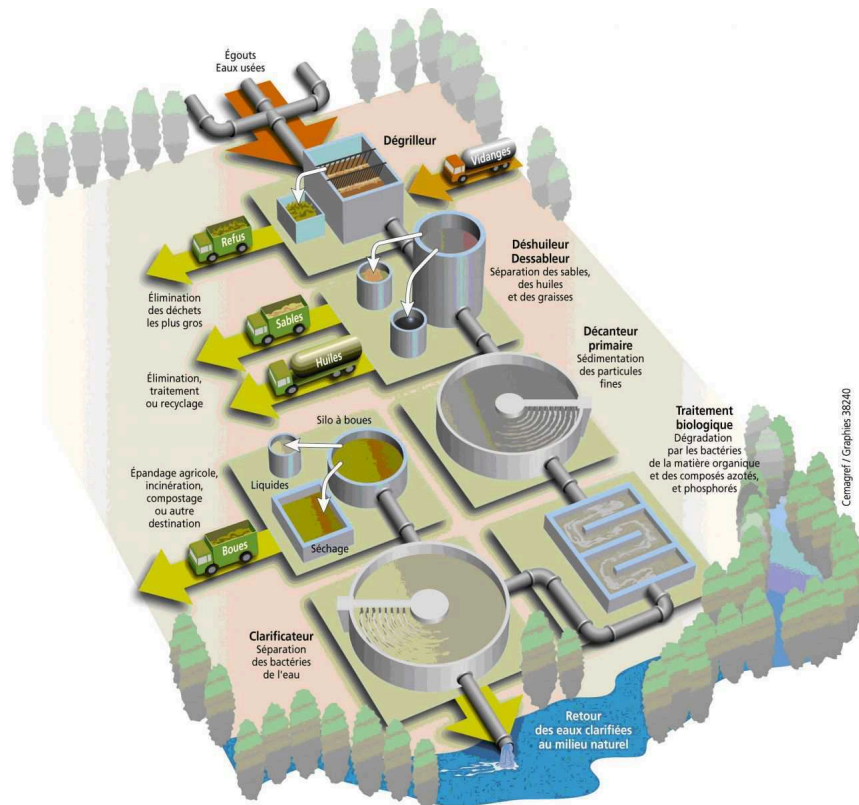 Égouts
Eaux usées
Dégrilleur
Vidanges
Refus
Élimination
des déchets
les plus gros
Déshuileur
Dessableur
Séparation des sables,
des huiles
et des graisses
Sables
Huiles
Élimination,
traitement
ou recyclage
Décanteur
primaire
Sédimentation
des particules
fines
Traitement
biologique
Dégradation
par les bactéries
de la matière organique
et des composés azotés,
et phosphorés
Silo à boues
Liquides
Séchage
Épandage agricole,
incinération,
compostage
ou autre
destination
Boues
Clarificateur
Séparation
des bactéries
de l'eau
Retour
des eaux clarifiées
au milieu naturel
Cemagref / Graphies 38240